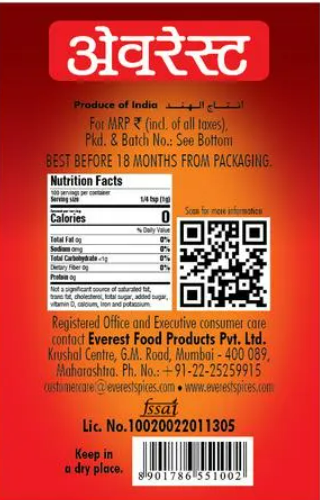 अेवरेस्ट
Produce of India انتاج الهند
For MRP ₹ (incl. of all taxes),
Pkd. & Batch No.: See Bottom
BEST BEFORE 18 MONTHS FROM PACKAGING.
Nutrition Facts
100 servings per container
Serving size 1/4 tsp (1g)
Amount per serving
Calories 0
% Daily Value
Total Fat 0g 0%
Sodium 0mg 0%
Total Carbohydrate <1g 0%
Dietary Fiber 0g 0%
Protein 0g
Not a significant source of saturated fat,
trans fat, cholesterol, total sugar, added sugar,
vitamin D, calcium, iron and potassium.
Scan for more information
Registered Office and Executive consumer care
contact Everest Food Products Pvt. Ltd.
Krushal Centre, G.M. Road, Mumbai - 400 089,
Maharashtra. Ph. No.: +91-22-25259915
customercare@everestspices.com • www.everestspices.com
fssai
Lic. No.10020022011305
Keep in
a dry place.
8901786551002